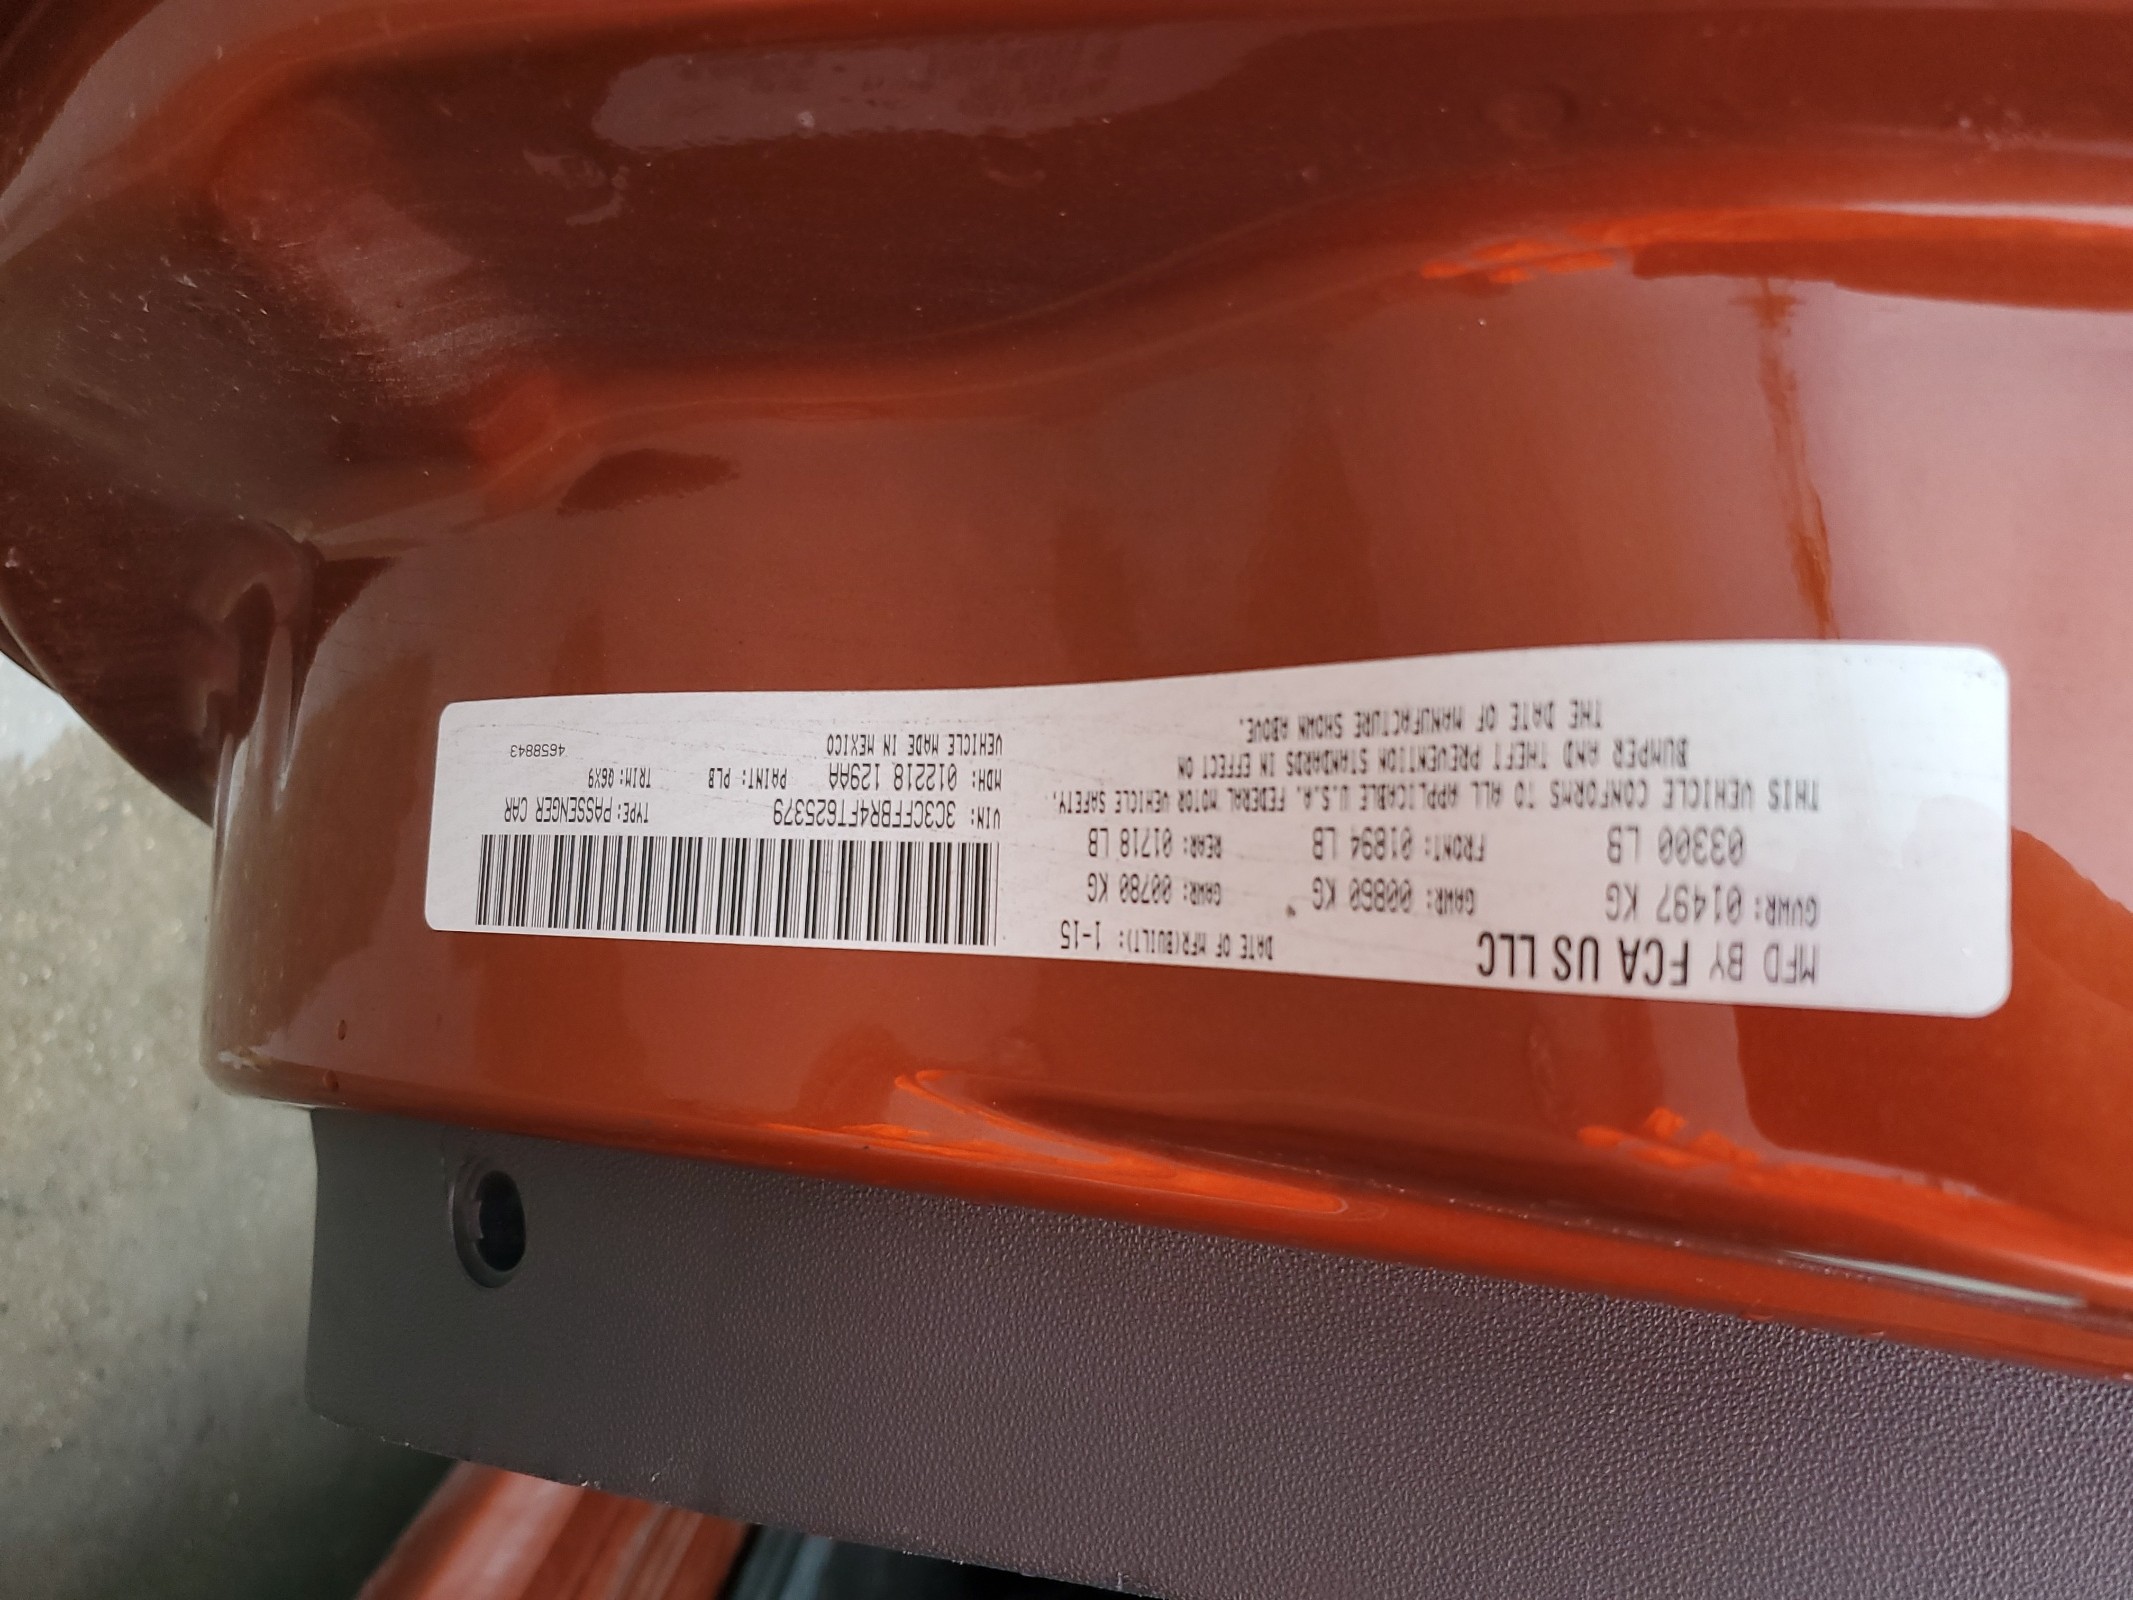 MFD BY FCA US LLC
DATE OF MFR(BUILT): 1-15
GVWR: 01497 KG
GAWR: 00860 KG
GAWR: 00780 KG
03300 LB
FRONT: 01894 LB
REAR: 01718 LB
THIS VEHICLE CONFORMS TO ALL APPLICABLE U.S.A. FEDERAL MOTOR VEHICLE SAFETY,
BUMPER AND THEFT PREVENTION STANDARDS IN EFFECT ON
THE DATE OF MANUFACTURE SHOWN ABOVE.
VIN: 3C3CFFBR4FT625379
TYPE: PASSENGER CAR
MDH: 012218 129AA
PAINT: PLB
TRIM: Q6X9
VEHICLE MADE IN MEXICO
4658843